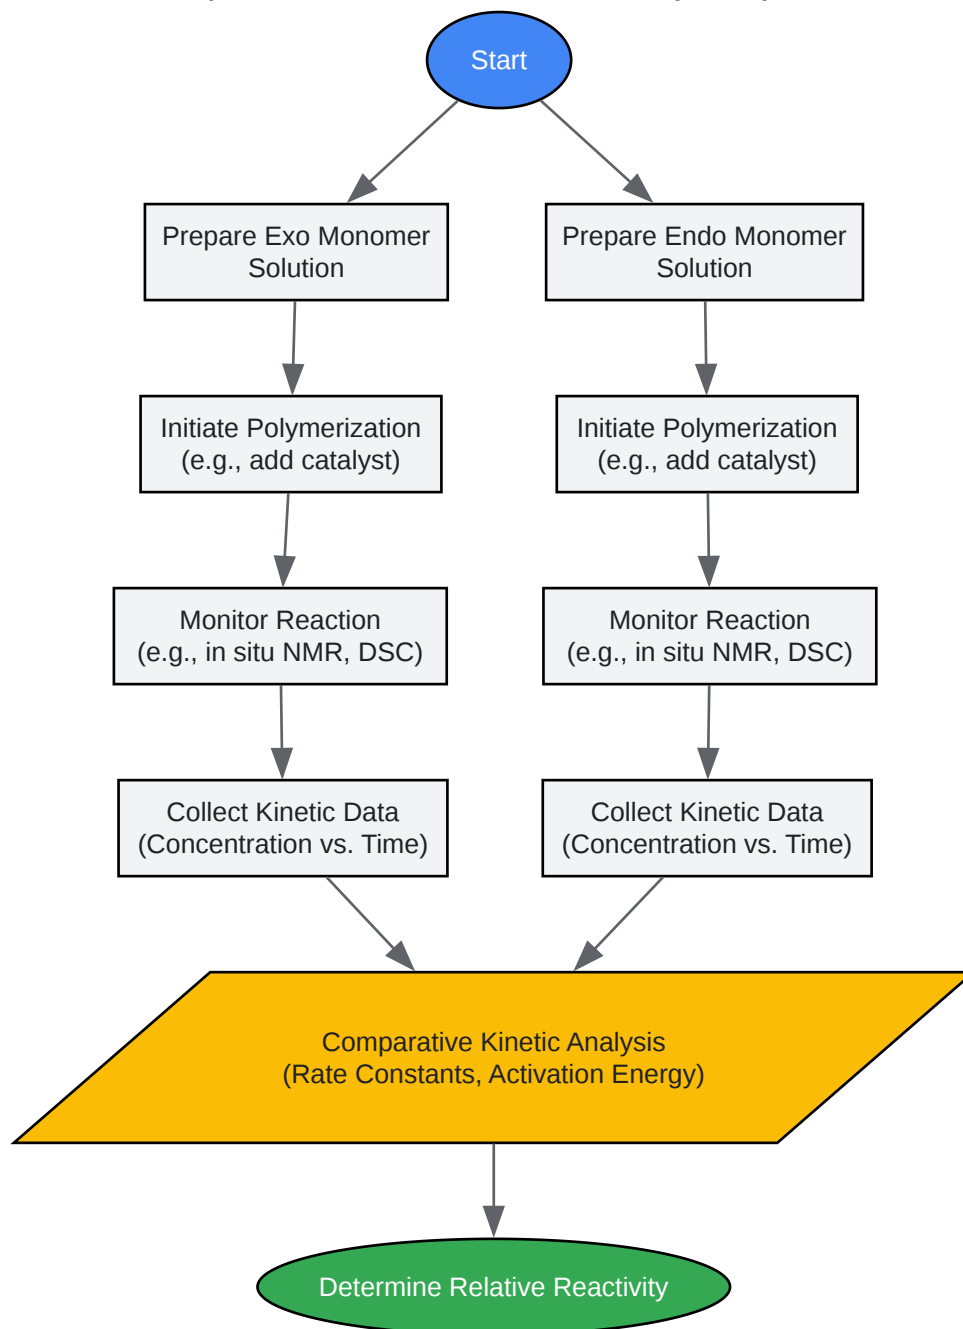 Start
Prepare Exo Monomer
Solution
Prepare Endo Monomer
Solution
Initiate Polymerization
(e.g., add catalyst)
Initiate Polymerization
(e.g., add catalyst)
Monitor Reaction
(e.g., in situ NMR, DSC)
Monitor Reaction
(e.g., in situ NMR, DSC)
Collect Kinetic Data
(Concentration vs. Time)
Collect Kinetic Data
(Concentration vs. Time)
Comparative Kinetic Analysis
(Rate Constants, Activation Energy)
Determine Relative Reactivity